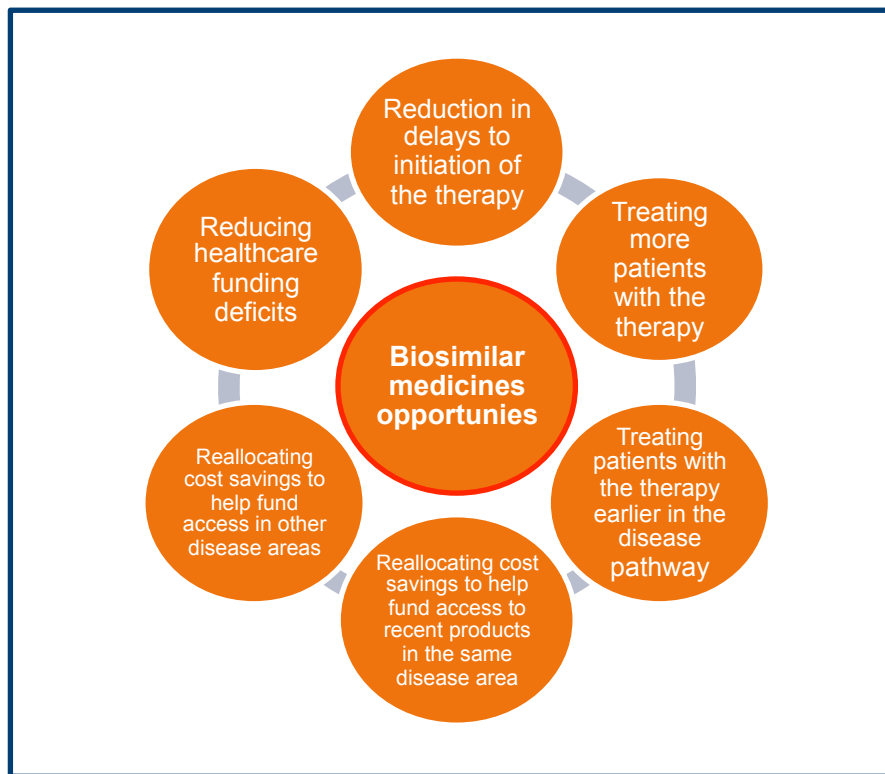 Reduction in
delays to
initiation of
the therapy
Treating
more
patients
with the
therapy
Treating
patients with
the therapy
earlier in the
disease
pathway
Reallocating cost
savings to help
fund access to
recent products
in the same
disease area
Reallocating
cost savings to
help fund
access in other
disease areas
Reducing
healthcare
funding
deficits
Biosimilar
medicines
opportunies